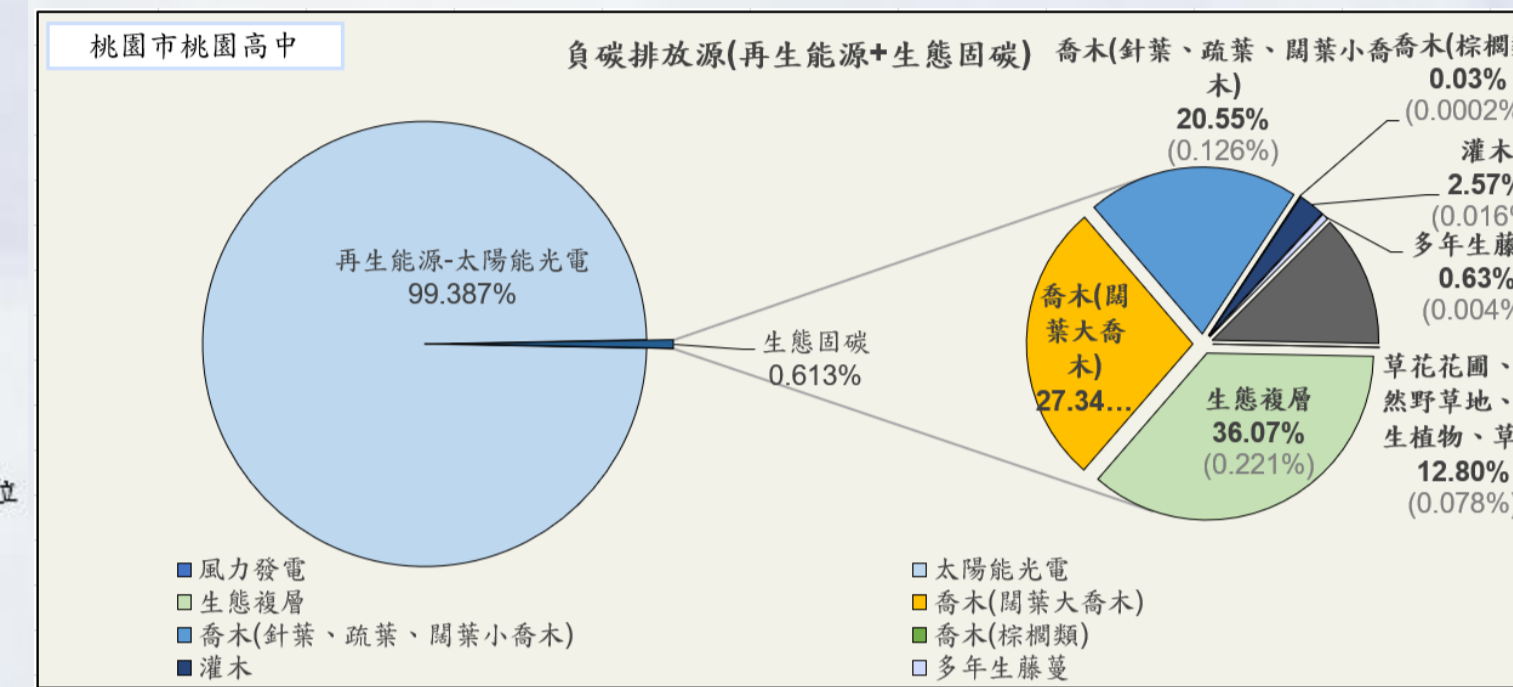 桃園市桃園高中
負碳排放源(再生能源+生態固碳)
喬木(針葉、疏葉、闊葉小喬
木)
20.55%
(0.126%)
喬木(棕櫚
0.03%
(0.0002%
灌木
2.57%
(0.016%
多年生藤
0.63%
(0.004%
再生能源-太陽能光電
99.387%
生態固碳
0.613%
喬木(闊
葉大喬
木)
27.34...
生態複層
36.07%
(0.221%)
草花花圃、
然野草地、
生植物、草
12.80%
(0.078%)
位
風力發電
太陽能光電
生態複層
喬木(闊葉大喬木)
喬木(針葉、疏葉、闊葉小喬木)
喬木(棕櫚類)
灌木
多年生藤蔓